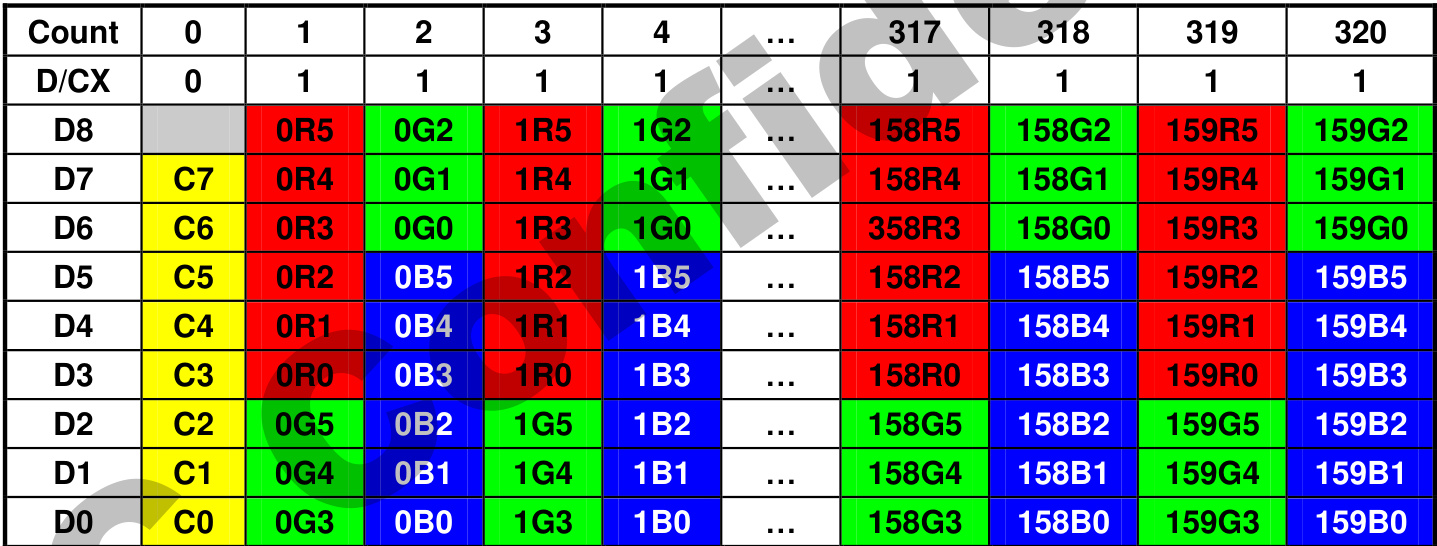 Count 0 1 2 3 4 ... 317 318 319 320
D/CX 0 1 1 1 1 ... 1 1 1 1
D8 0R5 0G2 1R5 1G2 ... 158R5 158G2 159R5 159G2
D7 C7 0R4 0G1 1R4 1G1 ... 158R4 158G1 159R4 159G1
D6 C6 0R3 0G0 1R3 1G0 ... 358R3 158G0 159R3 159G0
D5 C5 0R2 0B5 1R2 1B5 ... 158R2 158B5 159R2 159B5
D4 C4 0R1 0B4 1R1 1B4 ... 158R1 158B4 159R1 159B4
D3 C3 0R0 0B3 1R0 1B3 ... 158R0 158B3 159R0 159B3
D2 C2 0G5 0B2 1G5 1B2 ... 158G5 158B2 159G5 159B2
D1 C1 0G4 0B1 1G4 1B1 ... 158G4 158B1 159G4 159B1
D0 C0 0G3 0B0 1G3 1B0 ... 158G3 158B0 159G3 159B0
Confid